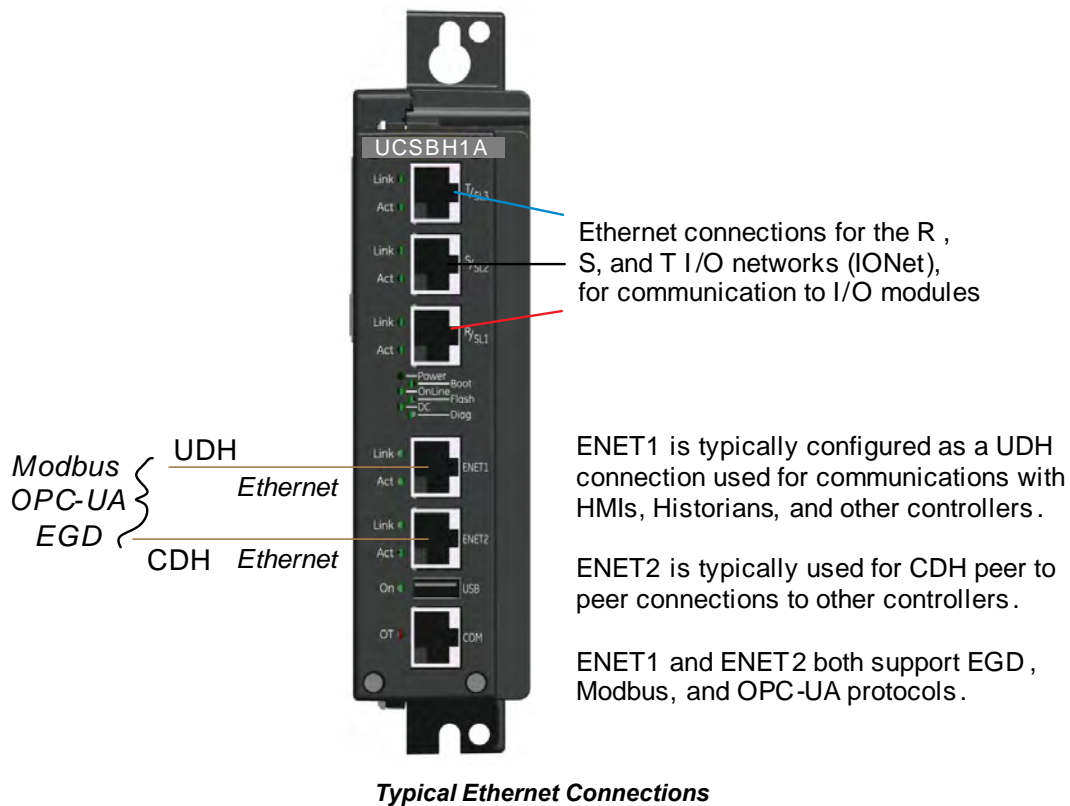 UCSBH1A
Link
Act
T/SL3
Link
Act
S/SL2
Link
Act
R/SL1
Power
Boot
OnLine
Flash
DC
Diag
Link
Act
ENET1
Link
Act
ENET2
On
USB
OT
COM
Ethernet connections for the R ,
S, and T I/O networks (IONet),
for communication to I/O modules
Modbus
OPC-UA
EGD
UDH
Ethernet
CDH Ethernet
ENET1 is typically configured as a UDH
connection used for communications with
HMIs, Historians, and other controllers .
ENET2 is typically used for CDH peer to
peer connections to other controllers .
ENET1 and ENET2 both support EGD ,
Modbus, and OPC-UA protocols .
Typical Ethernet Connections